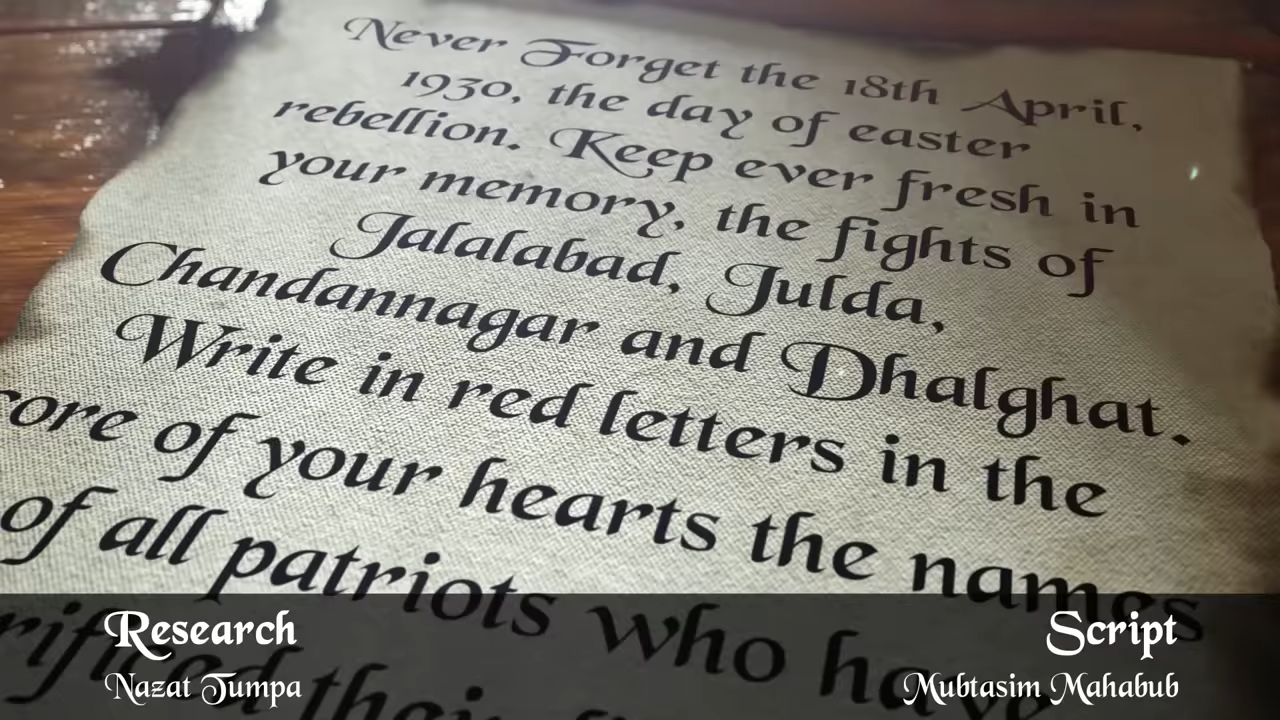 Never Forget the 18th April,
1930, the day of easter
rebellion. Keep ever fresh in
your memory, the fights of
Jalalabad, Julda,
Chandannagar and Dhalghat.
Write in red letters in the
core of your hearts the names
of all patriots who have
rificed their
Research
Nazat Tumpa
Script
Mubtasim Mahabub